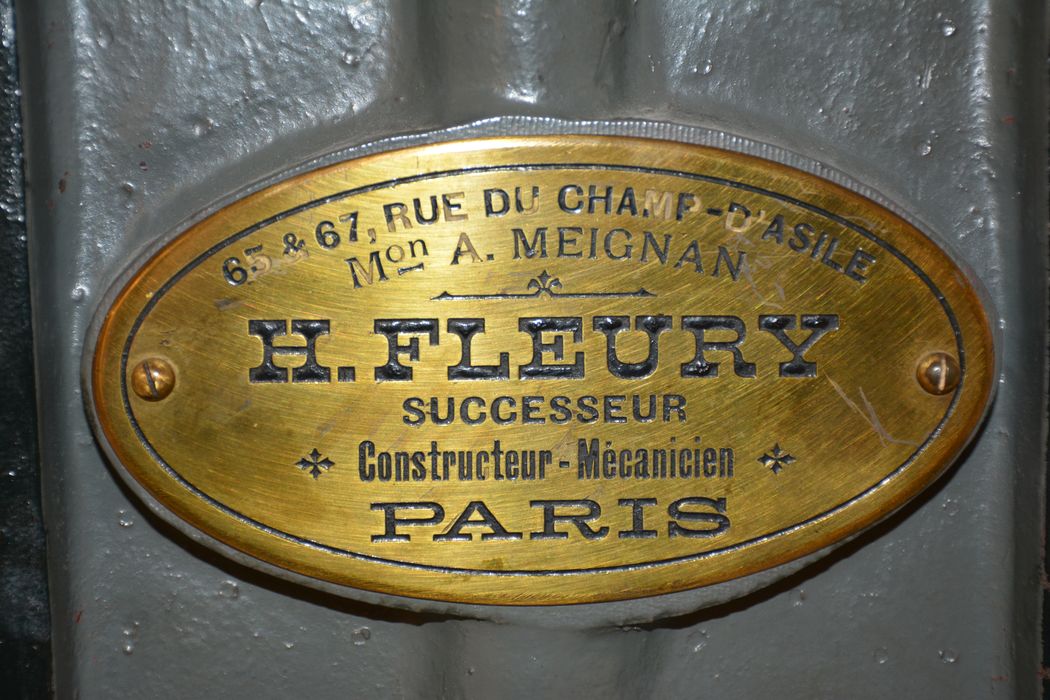 65 & 67, RUE DU CHAMP-D'ASILE
Mon A. MEIGNAN
H. FLEURY
SUCCESSEUR
Constructeur - Mécanicien
PARIS